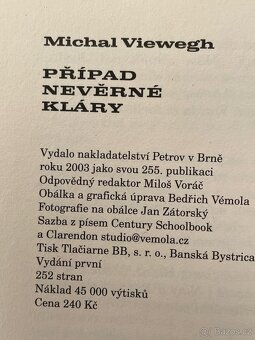 Michal Viewegh
PŘÍPAD
NEVĚRNÉ
KLÁRY
Vydalo nakladatelství Petrov v Brně
roku 2003 jako svou 255. publikaci
Odpovědný redaktor Miloš Voráč
Obálka a grafická úprava Bedřich Vémola
Fotografie na obálce Jan Zátorský
Sazba z písem Century Schoolbook
a Clarendon studio@vemola.cz
Tisk Tlačiarne BB, s. r. o., Banská Bystrica
Vydání první
252 stran
Náklad 45 000 výtisků
Cena 240 Kč